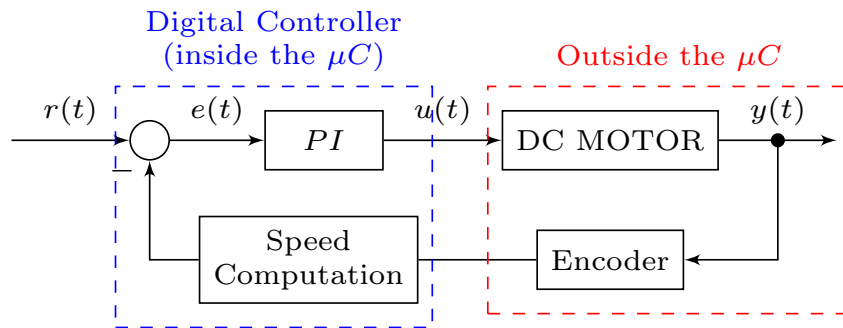 Digital Controller
(inside the μC)
Outside the μC
r(t)
e(t)
PI
u(t)
DC MOTOR
y(t)
−
Speed
Computation
Encoder